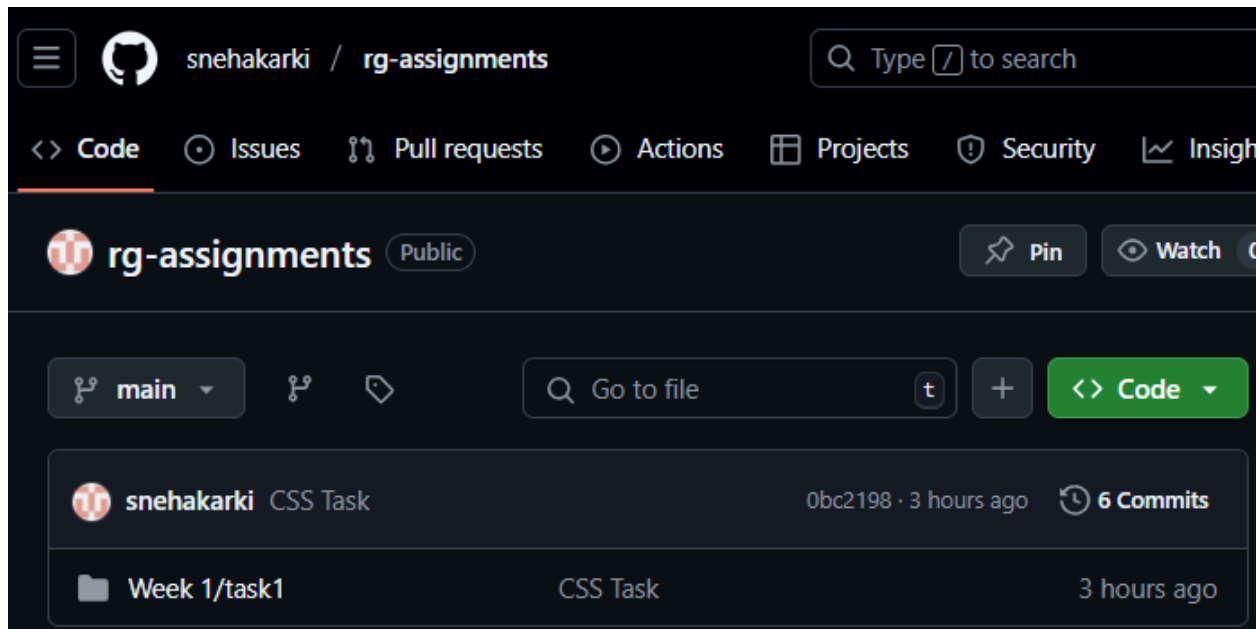 snehakarki / rg-assignments Type / to search
Code Issues Pull requests Actions Projects Security Insigh
rg-assignments Public Pin Watch 0
main Go to file t + Code
snehakarki CSS Task 0bc2198 · 3 hours ago 6 Commits
Week 1/task1 CSS Task 3 hours ago